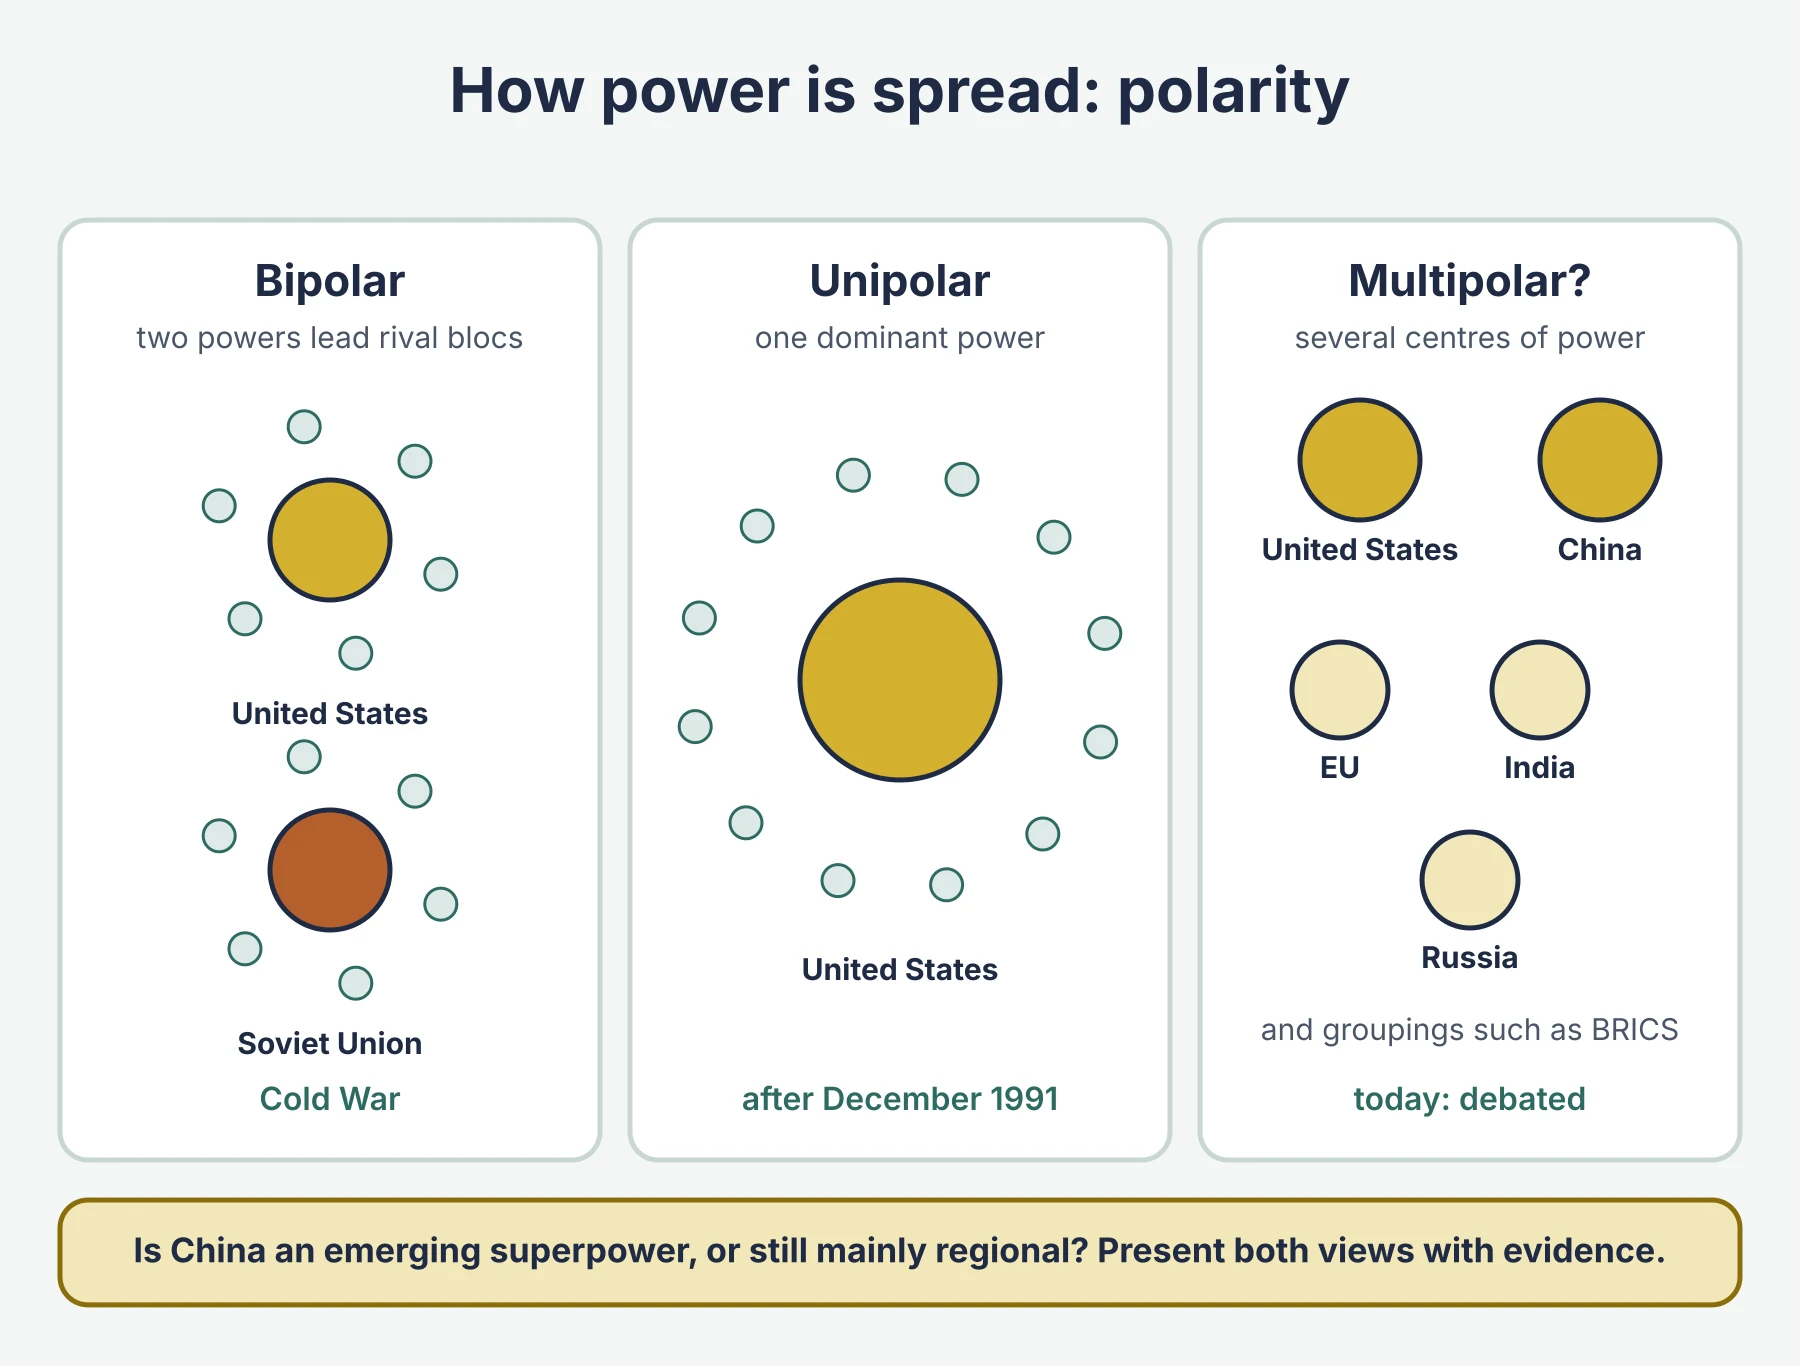 How power is spread: polarity
Bipolar
two powers lead rival blocs
United States
Soviet Union
Cold War
Unipolar
one dominant power
United States
after December 1991
Multipolar?
several centres of power
United States
China
EU
India
Russia
and groupings such as BRICS
today: debated
Is China an emerging superpower, or still mainly regional? Present both views with evidence.